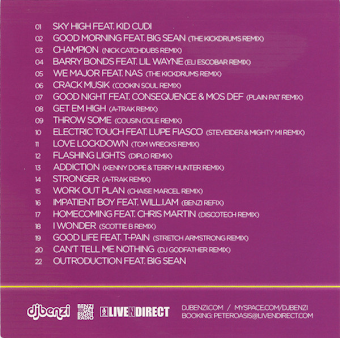 01 SKY HIGH FEAT. KID CUDI
02 GOOD MORNING FEAT. BIG SEAN (THE KICKDRUMS REMIX)
03 CHAMPION (NICK CATCHDUBS REMIX)
04 BARRY BONDS FEAT. LIL WAYNE (ELI ESCOBAR REMIX)
05 WE MAJOR FEAT. NAS (THE KICKDRUMS REMIX)
06 CRACK MUSIK (COOKIN SOUL REMIX)
07 GOOD NIGHT FEAT. CONSEQUENCE & MOS DEF (PLAIN PAT REMIX)
08 GET EM HIGH (A-TRAK REMIX)
09 THROW SOME (COUSIN COLE REMIX)
10 ELECTRIC TOUCH FEAT. LUPE FIASCO (STEVEIDER & MIGHTY MI REMIX)
11 LOVE LOCKDOWN (TOM WRECKS REMIX)
12 FLASHING LIGHTS (DIPLO REMIX)
13 ADDICTION (KENNY DOPE & TERRY HUNTER REMIX)
14 STRONGER (A-TRAK REMIX)
15 WORK OUT PLAN (CHAISE MARCEL REMIX)
16 IMPATIENT BOY FEAT. WILL.I.AM (BENZI REFIX)
17 HOMECOMING FEAT. CHRIS MARTIN (DISCOTECH REMIX)
18 I WONDER (SCOTTIE B REMIX)
19 GOOD LIFE FEAT. T-PAIN (STRETCH ARMSTRONG REMIX)
20 CAN'T TELL ME NOTHING (DJ GODFATHER REMIX)
22 OUTRODUCTION FEAT. BIG SEAN
djbenzi LIVENDIRECT
DJBENZI.COM / MYSPACE.COM/DJBENZI
BOOKING: PETEROASIS@LIVENDIRECT.COM